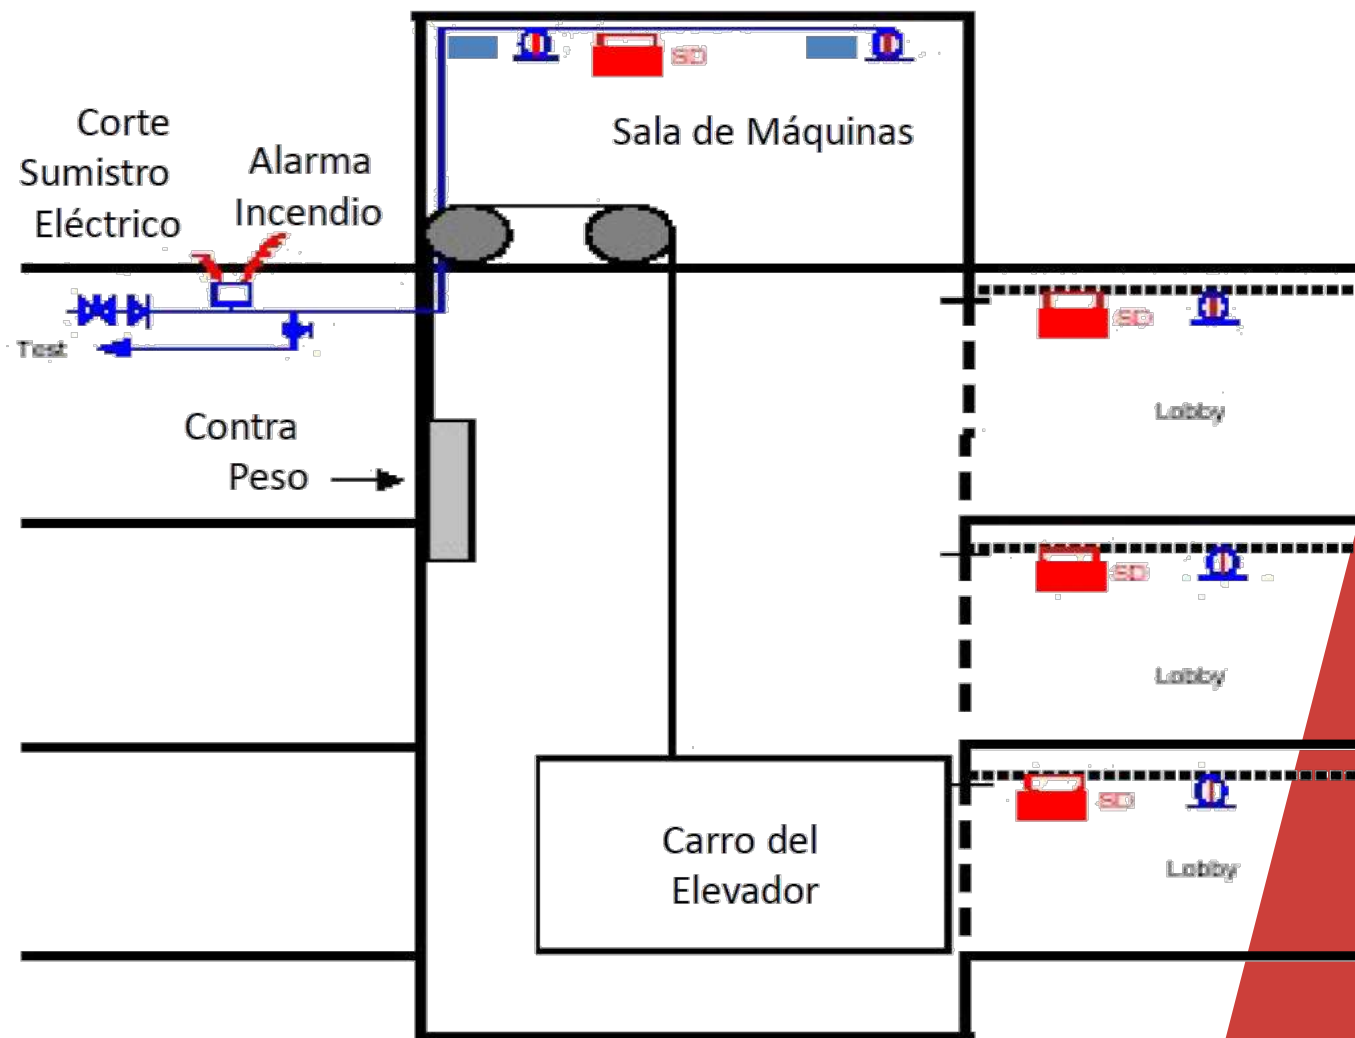 SD
Sala de Máquinas
Corte
Sumistro
Eléctrico
Alarma
Incendio
Test
SD
Lobby
Contra
Peso
SD
Lobby
SD
Carro del
Elevador
Lobby